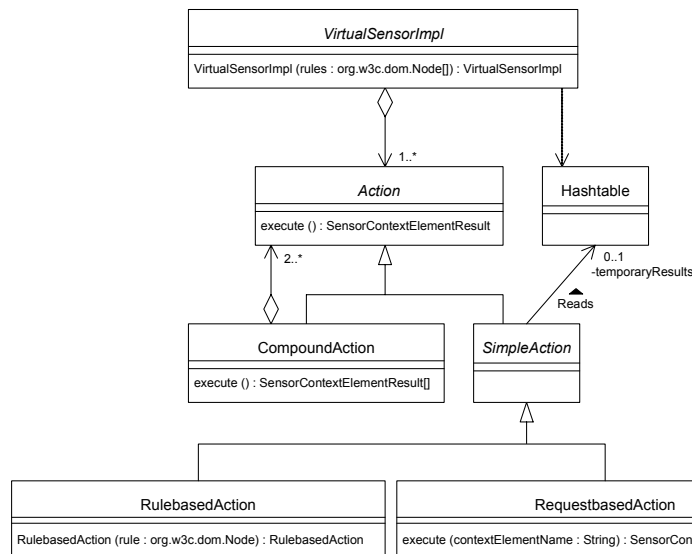 VirtualSensorImpl
VirtualSensorImpl (rules : org.w3c.dom.Node[]) : VirtualSensorImpl
1..*
Action
Hashtable
execute () : SensorContextElementResult
2..*
0..1
-temporaryResults
Reads
CompoundAction
SimpleAction
execute () : SensorContextElementResult[]
RulebasedAction
RequestbasedAction
RulebasedAction (rule : org.w3c.dom.Node) : RulebasedAction
execute (contextElementName : String) : SensorCon